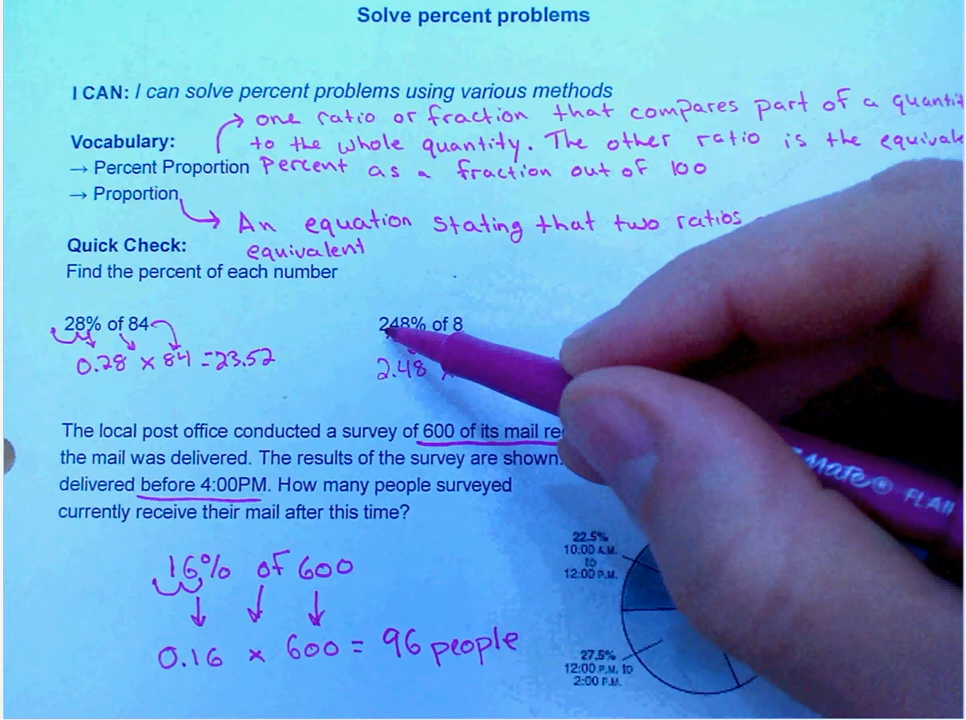 Solve percent problems
I CAN: I can solve percent problems using various methods
→ one ratio or fraction that compares part of a
Vocabulary:
to the whole quantity. The other ratio is the
→ Percent Proportion Percent as a fraction out of 100
→ Proportion
→ An equation stating that two ratios
Quick Check:
equivalent
Find the percent of each number
28% of 84
248% of 8
0.28 x 84 = 23.52
2.48
The local post office conducted a survey of 600 of its mail
the mail was delivered. The results of the survey are shown.
delivered before 4:00PM. How many people surveyed
currently receive their mail after this time?
Mate® FLAIR
22.5%
10:00 A.M.
to
12:00 P.M.
16% of 600
0.16 x 600 = 96 people
27.5%
12:00 P.M. to
2:00 P.M.